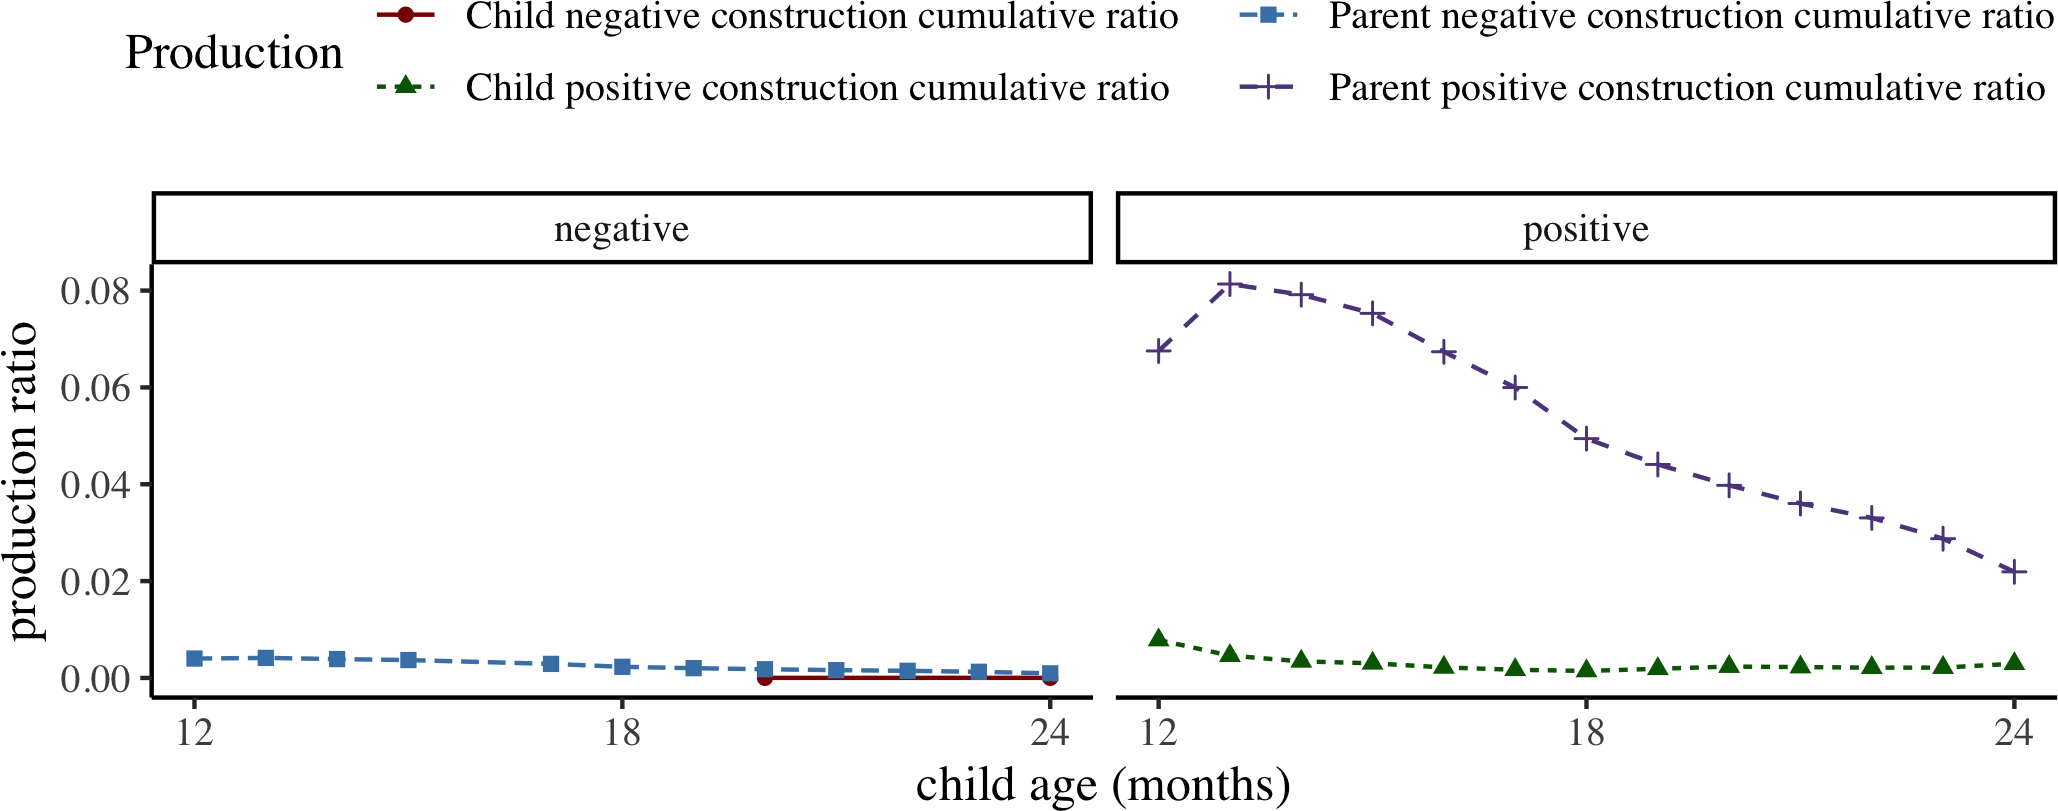 Production
Child negative construction cumulative ratio
Parent negative construction cumulative ratio
Child positive construction cumulative ratio
Parent positive construction cumulative ratio
negative
positive
production ratio
0.08
0.06
0.04
0.02
0.00
12
18
24
12
18
24
child age (months)